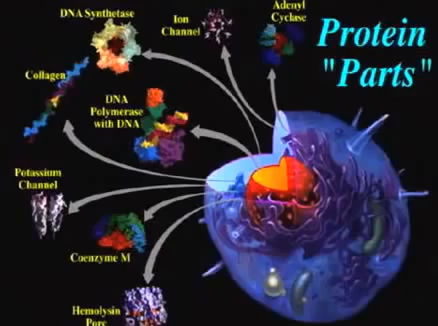 Protein
"Parts"
DNA Synthetase
Ion
Channel
Adenyl
Cyclase
Collagen
DNA
Polymerase
with DNA
Potassium
Channel
Coenzyme M
Hemolysin
Pore